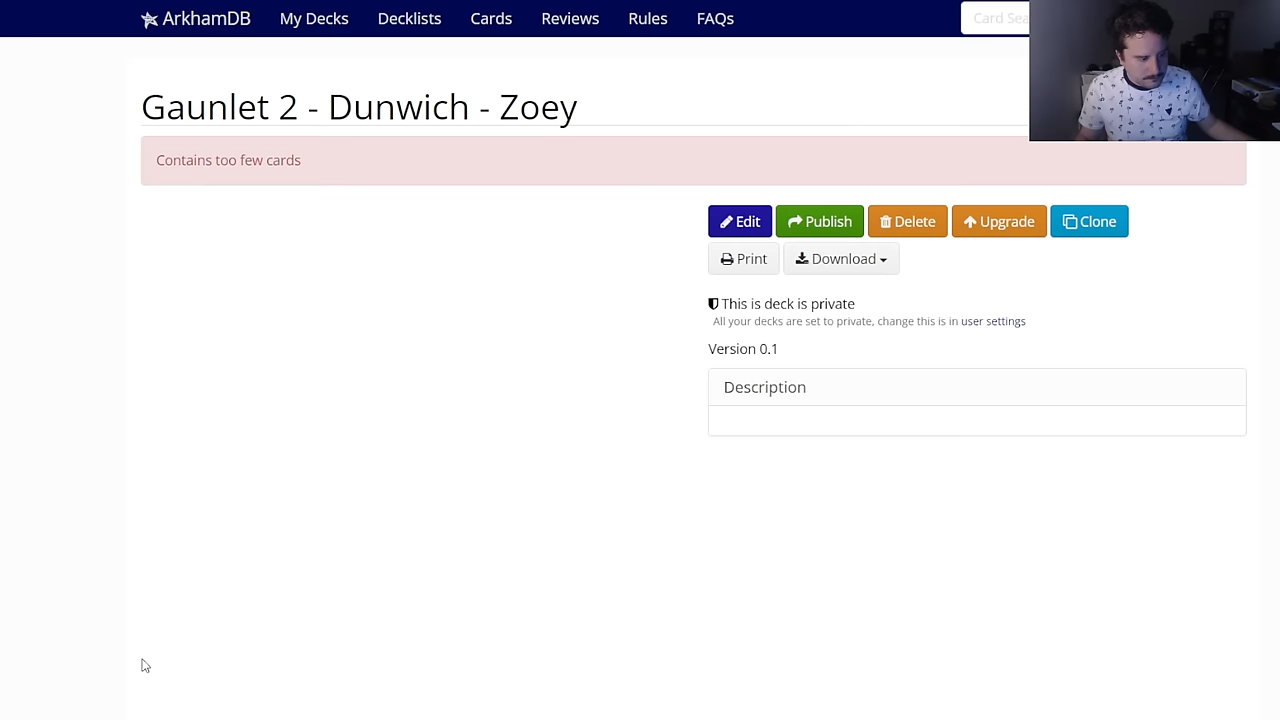 ArkhamDB My Decks Decklists Cards Reviews Rules FAQs Card Sea
Gaunlet 2 - Dunwich - Zoey
Contains too few cards
Edit Publish Delete Upgrade Clone
Print Download
This is deck is private
All your decks are set to private, change this is in user settings
Version 0.1
Description